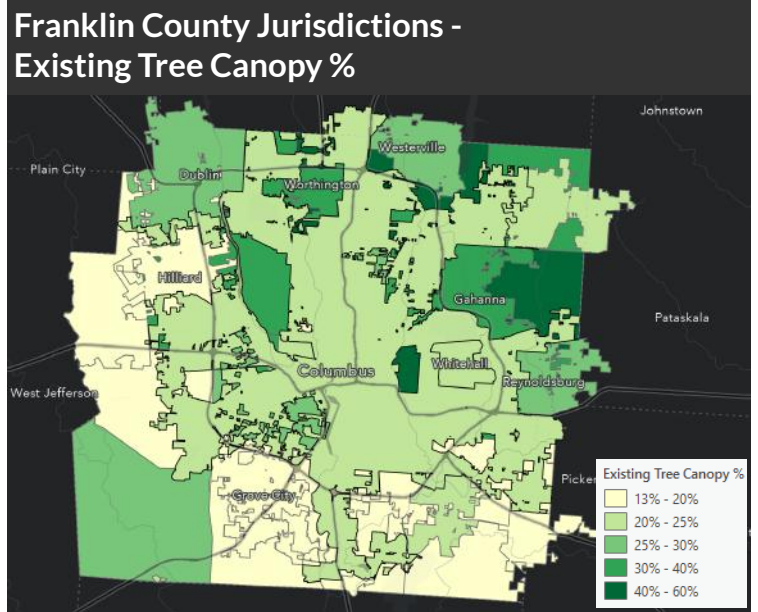 Franklin County Jurisdictions -
Existing Tree Canopy %
Johnstown
Plain City
Westerville
Dublin
Worthington
Hilliard
Gahanna
Pataskala
Columbus
Whitehall
Reynoldsburg
West Jefferson
Grove City
Picker
Existing Tree Canopy %
13% - 20%
20% - 25%
25% - 30%
30% - 40%
40% - 60%